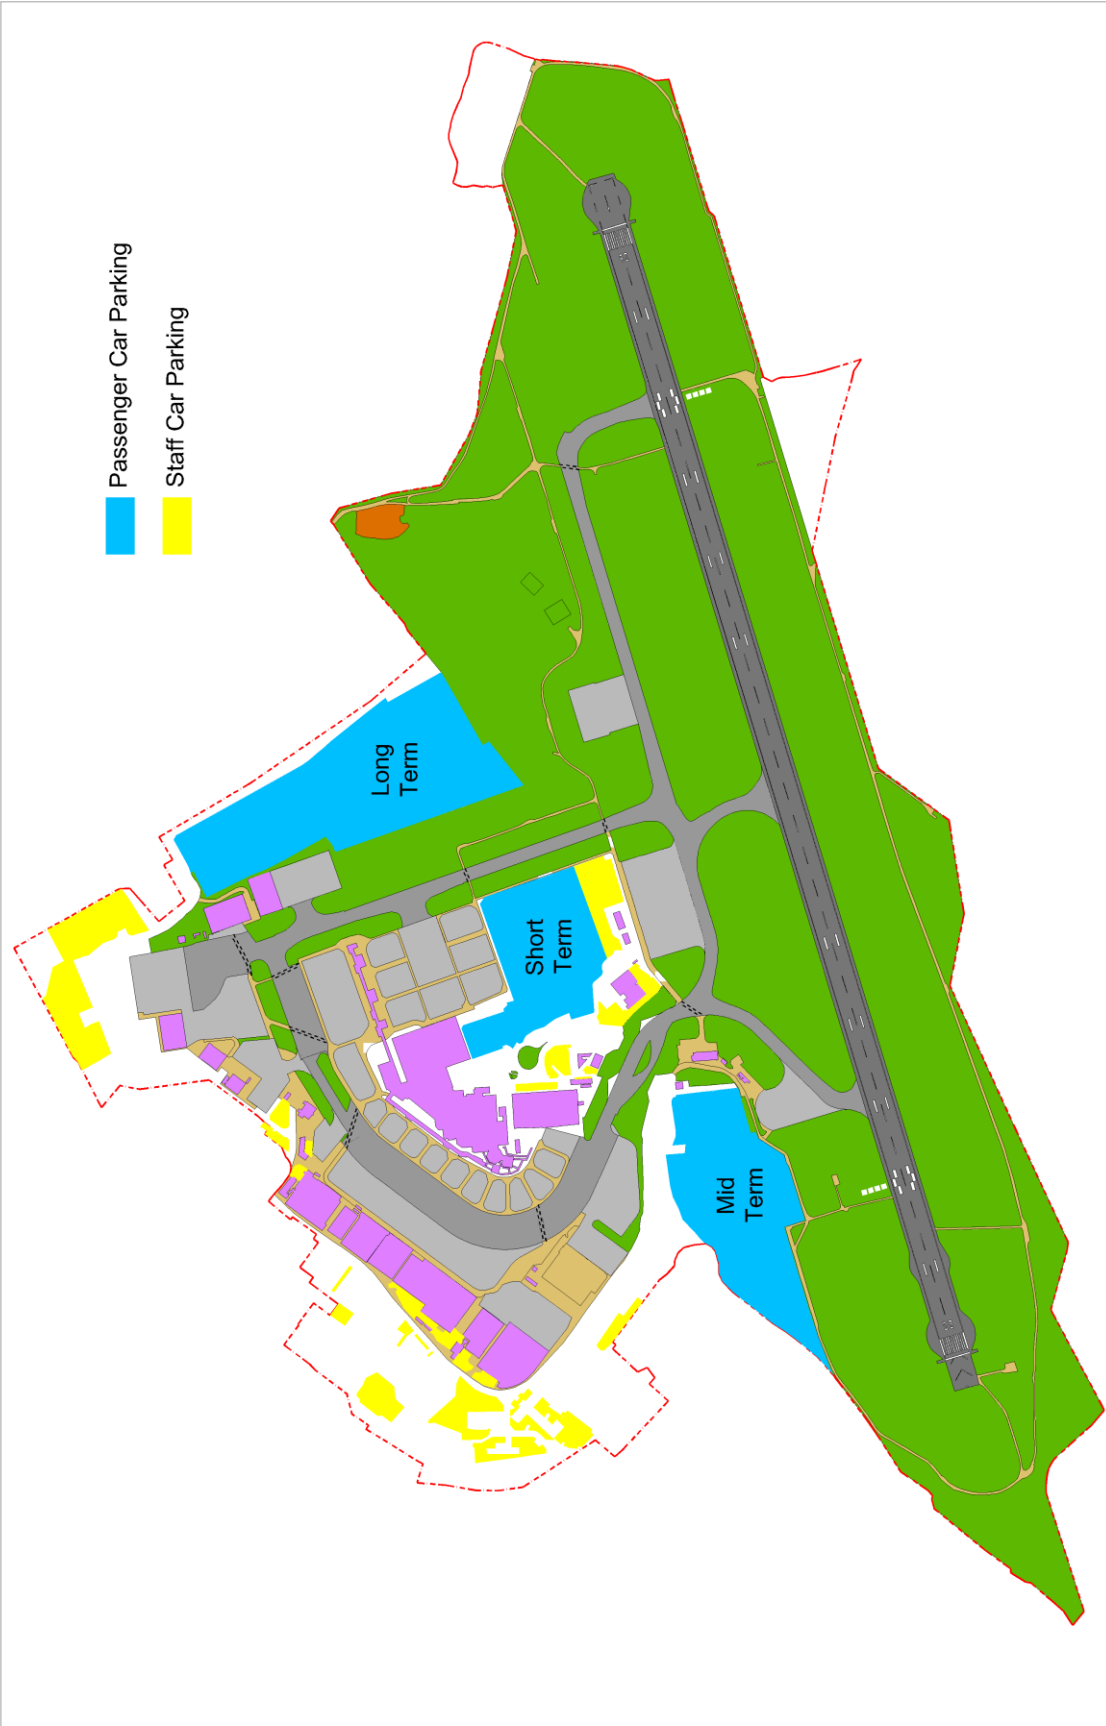 Passenger Car Parking
Staff Car Parking
Long
Term
Short
Term
Mid
Term